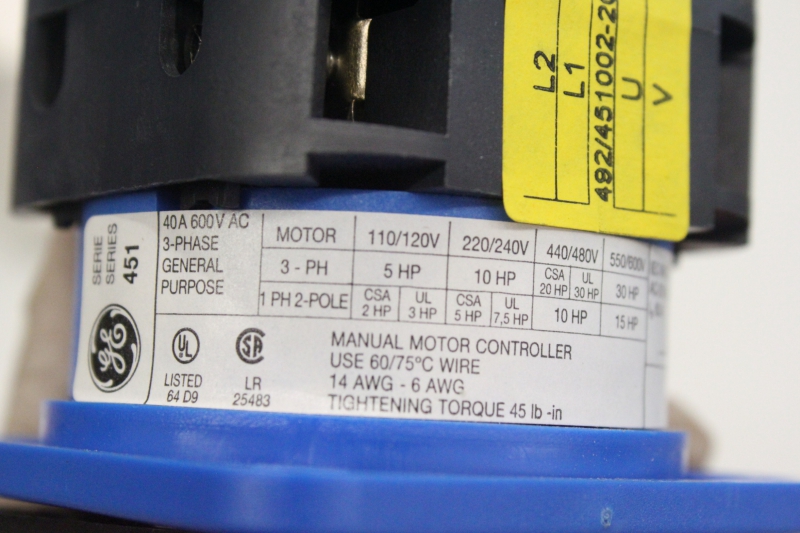 L2
L1
492/451002-20
U
V
SERIE
SERIES
451
40A 600V AC
3-PHASE
GENERAL
PURPOSE
MOTOR 110/120V 220/240V 440/480V 550/600V
3 - PH 5 HP 10 HP CSA 20 HP UL 30 HP 30 HP
1 PH 2-POLE CSA 2 HP UL 3 HP CSA 5 HP UL 7,5 HP 10 HP 15 HP
GE
UL
LISTED
64 D9
LR
25483
MANUAL MOTOR CONTROLLER
USE 60/75°C WIRE
14 AWG - 6 AWG
TIGHTENING TORQUE 45 lb -in